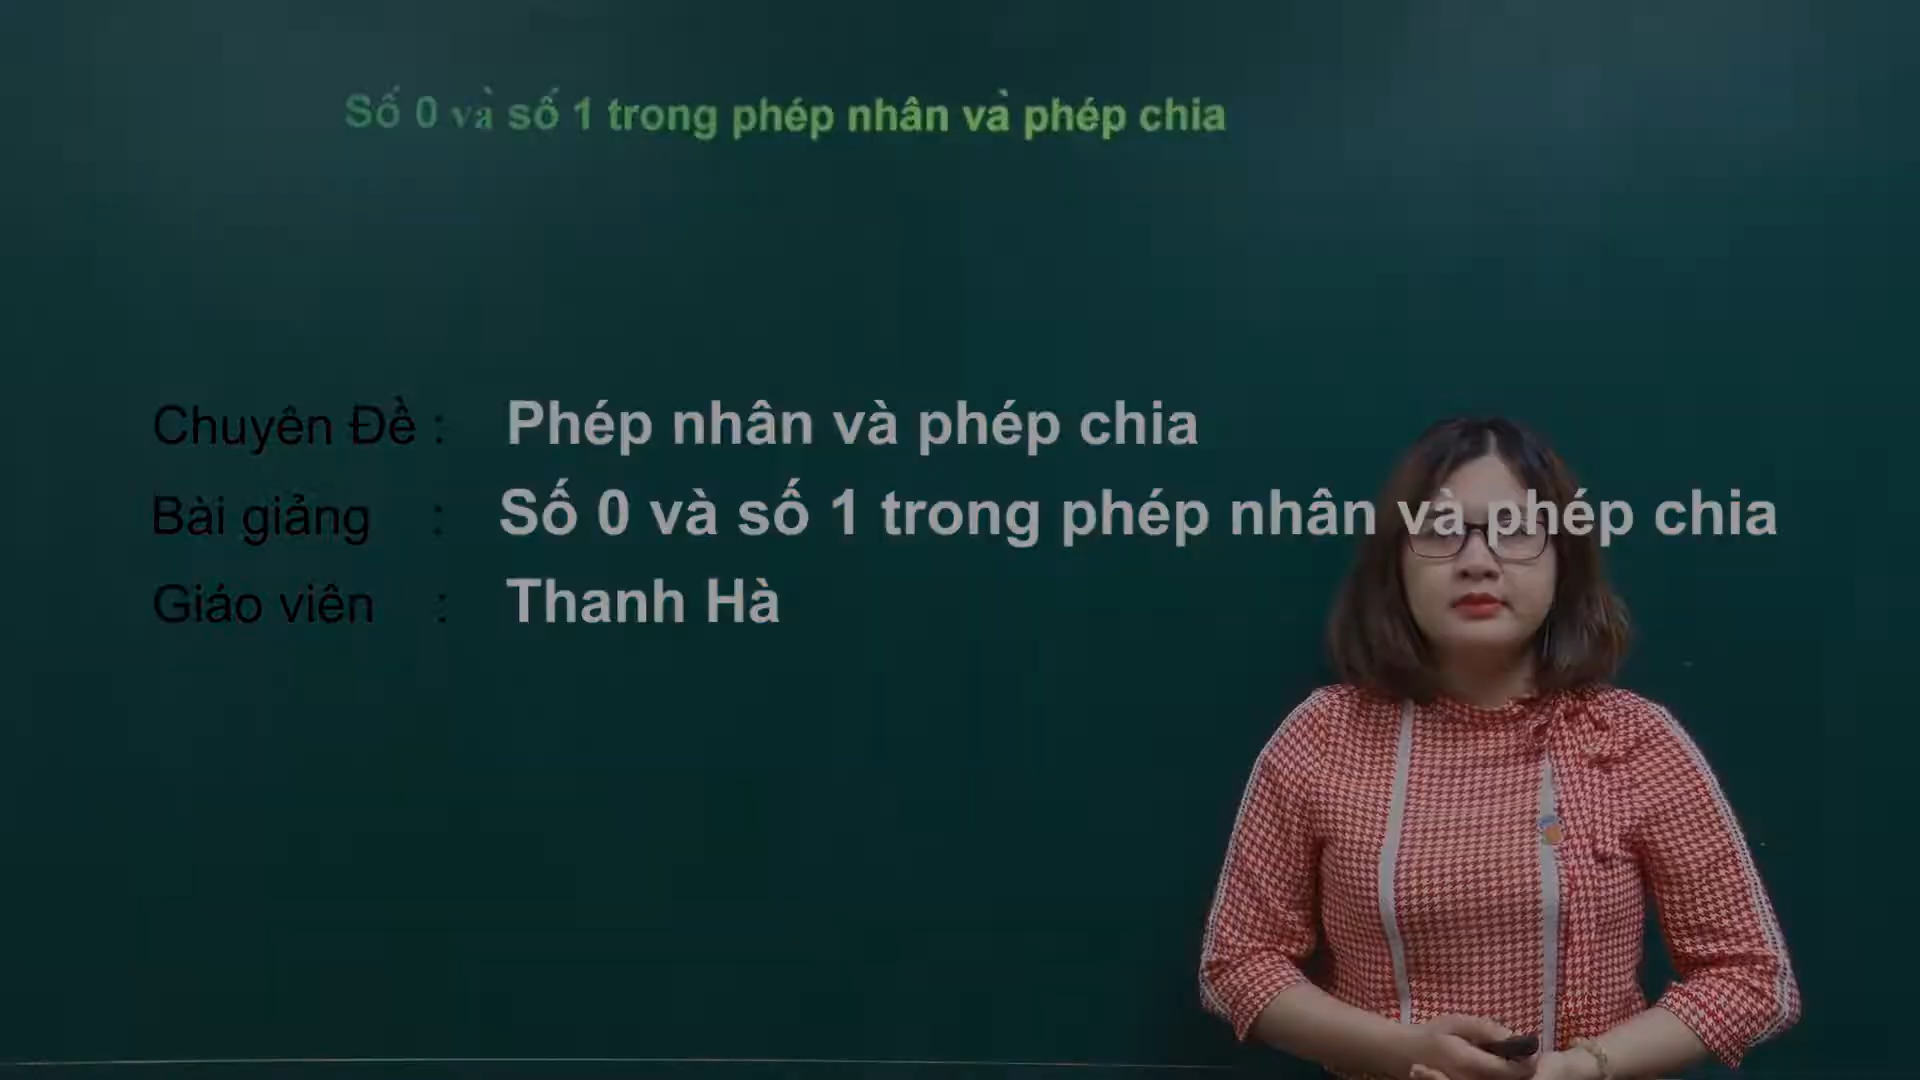 Số 0 và số 1 trong phép nhân và phép chia
Chuyên Đề : Phép nhân và phép chia
Bài giảng : Số 0 và số 1 trong phép nhân và phép chia
Giáo viên : Thanh Hà